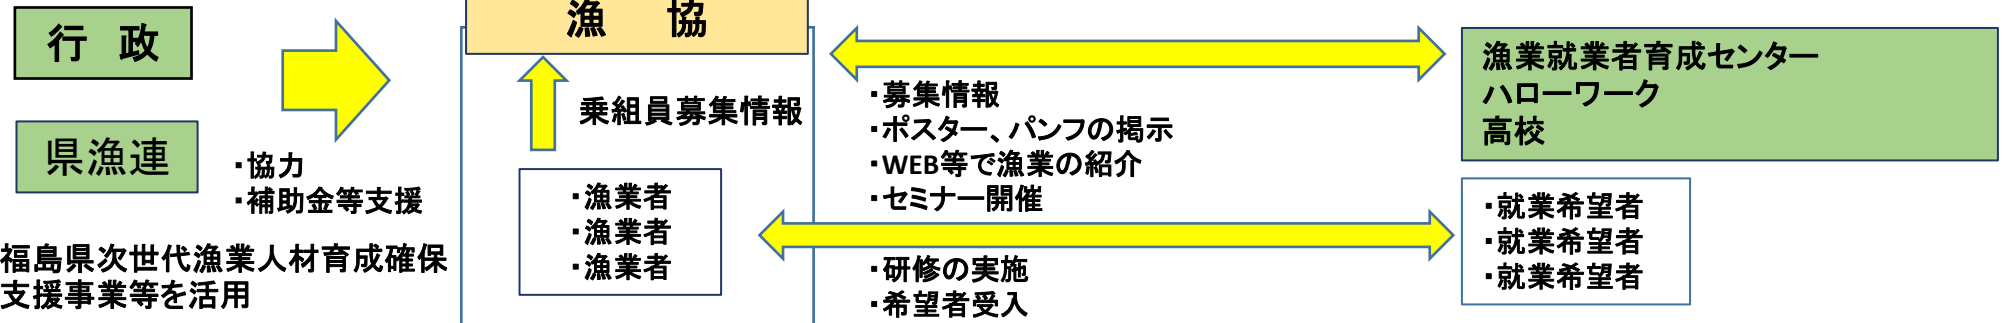 行 政
県漁連
・協力
・補助金等支援
福島県次世代漁業人材育成確保
支援事業等を活用
漁 協
乗組員募集情報
・漁業者
・漁業者
・漁業者
・募集情報
・ポスター、パンフの掲示
・WEB等で漁業の紹介
・セミナー開催
・研修の実施
・希望者受入
漁業就業者育成センター
ハローワーク
高校
・就業希望者
・就業希望者
・就業希望者